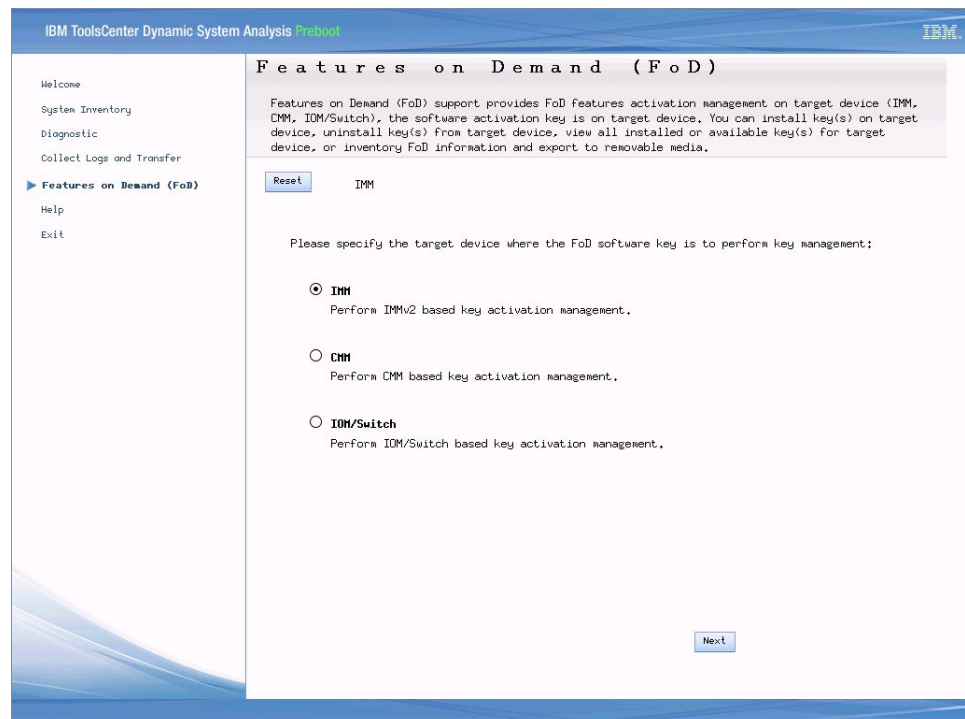 IBM ToolsCenter Dynamic System Analysis Preboot
IBM.
Welcome
System Inventory
Diagnostic
Collect Logs and Transfer
Features on Demand (FoD)
Help
Exit
Features on Demand (FoD)
Features on Demand (FoD) support provides FoD features activation management on target device (IMM,
CMM, IOM/Switch), the software activation key is on target device. You can install key(s) on target
device, uninstall key(s) from target device, view all installed or available key(s) for target
device, or inventory FoD information and export to removable media.
Reset
IMM
Please specify the target device where the FoD software key is to perform key management:
IMM
Perform IMMv2 based key activation management.
CMM
Perform CMM based key activation management.
IOM/Switch
Perform IOM/Switch based key activation management.
Next